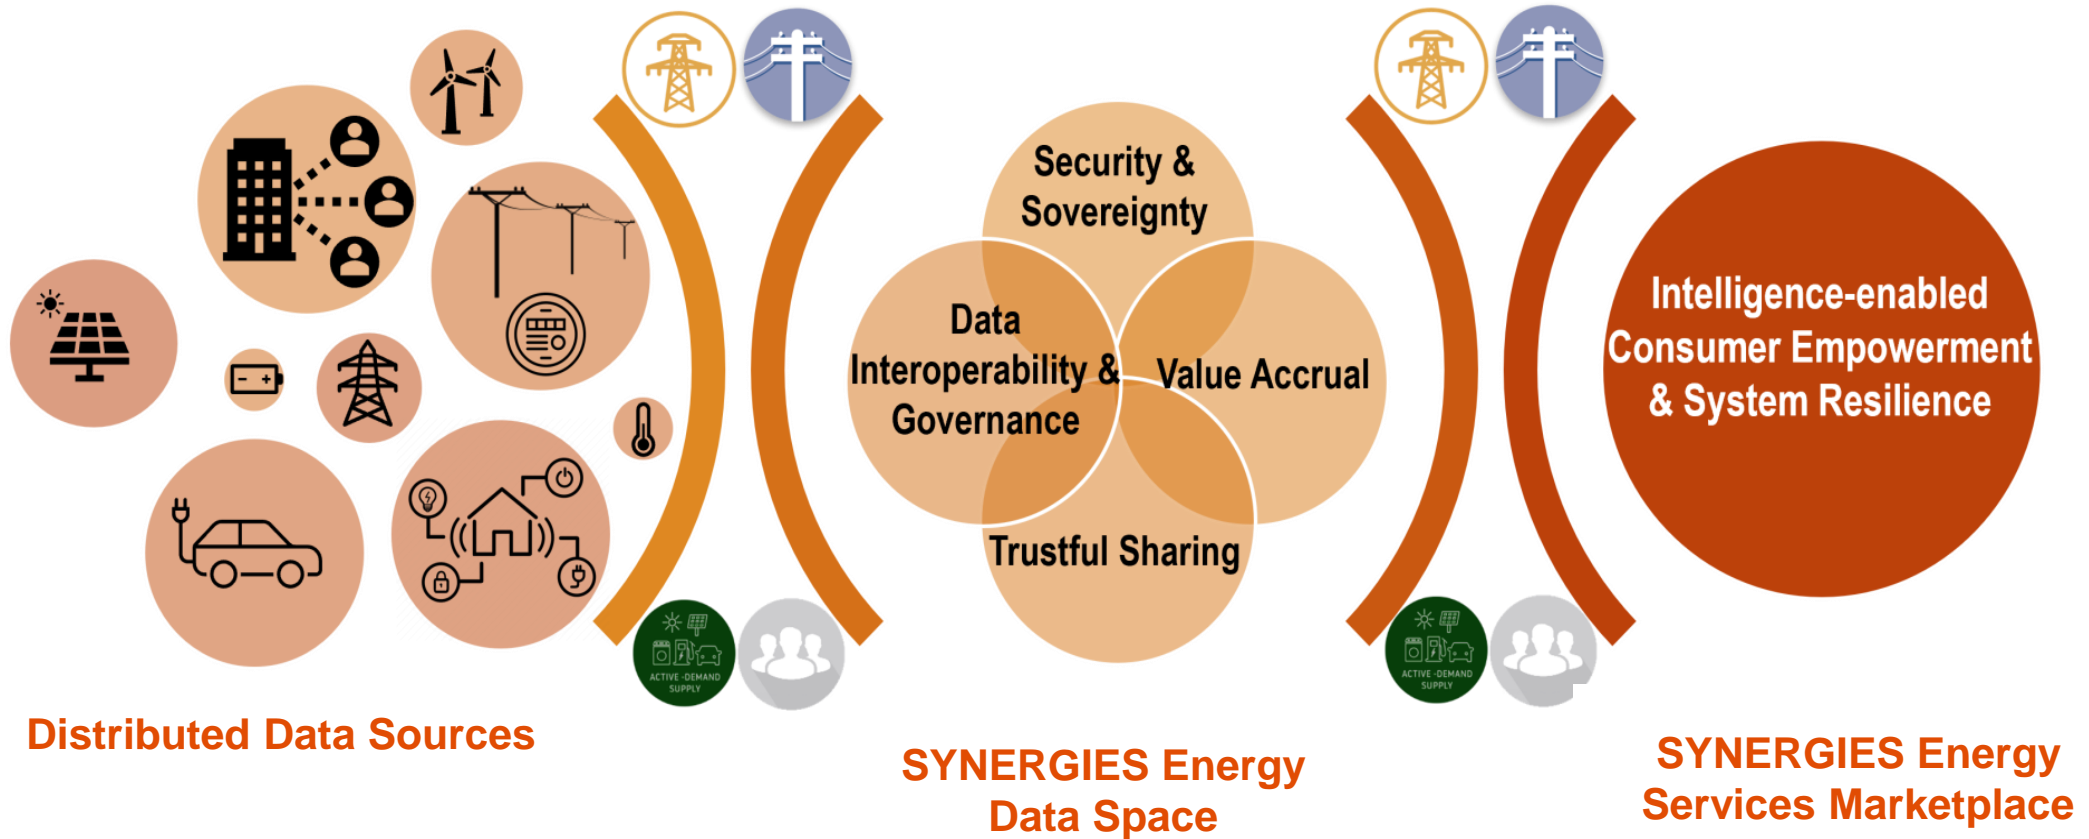 Security &
Sovereignty
Data
Interoperability &
Governance
Value Accrual
Trustful Sharing
Intelligence-enabled
Consumer Empowerment
& System Resilience
ACTIVE -DEMAND
SUPPLY
ACTIVE -DEMAND
SUPPLY
Distributed Data Sources
SYNERGIES Energy
Data Space
SYNERGIES Energy
Services Marketplace